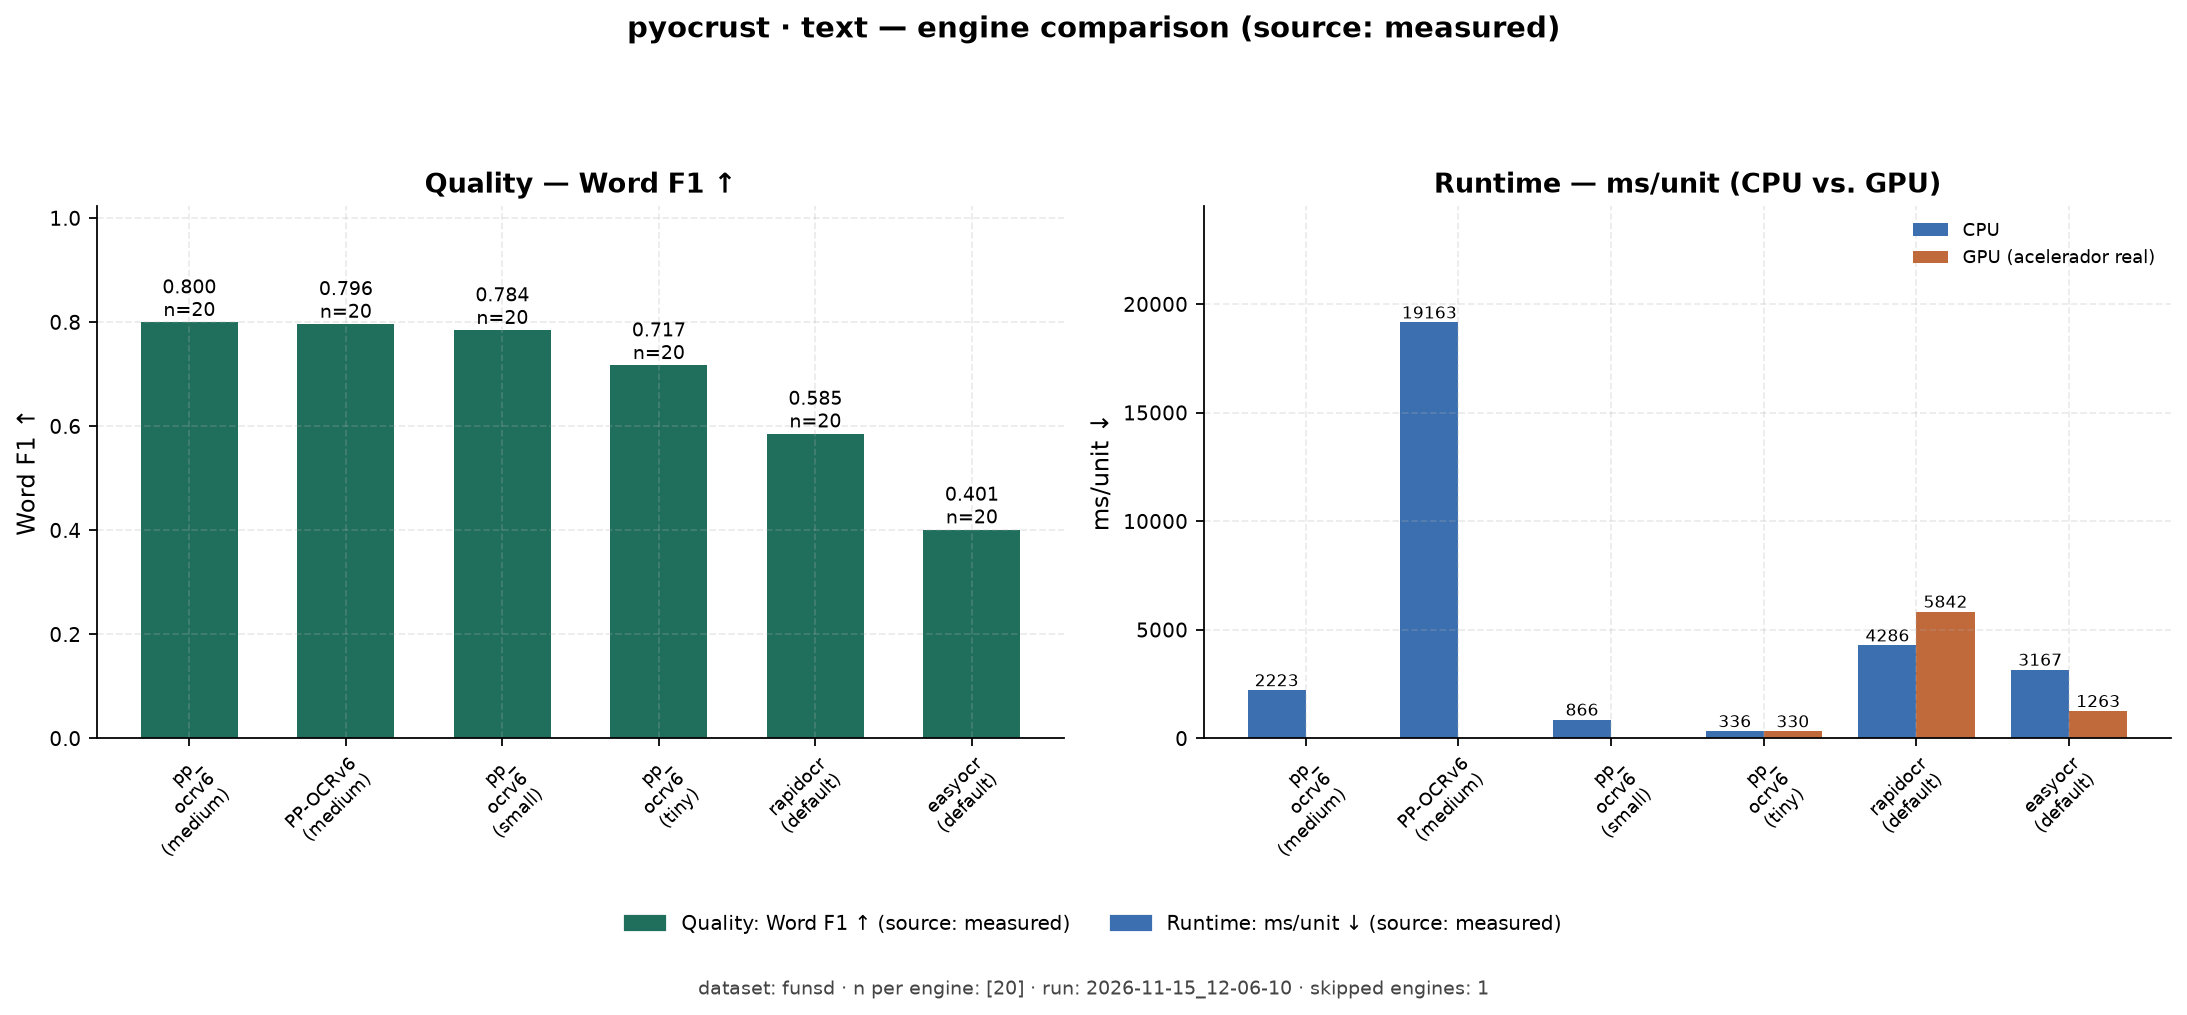 pyocrust · text — engine comparison (source: measured)
Quality — Word F1 ↑
Word F1 ↑
1.0
0.8
0.6
0.4
0.2
0.0
0.800
n=20
0.796
n=20
0.784
n=20
0.717
n=20
0.585
n=20
0.401
n=20
pp_
ocrv6
(medium)
PP-OCRv6
(medium)
pp_
ocrv6
(small)
pp_
ocrv6
(tiny)
rapidocr
(default)
easyocr
(default)
Runtime — ms/unit (CPU vs. GPU)
CPU
GPU (acelerador real)
ms/unit ↓
20000
15000
10000
5000
0
2223
19163
866
336
330
4286
5842
3167
1263
pp_
ocrv6
(medium)
PP-OCRv6
(medium)
pp_
ocrv6
(small)
pp_
ocrv6
(tiny)
rapidocr
(default)
easyocr
(default)
Quality: Word F1 ↑ (source: measured)
Runtime: ms/unit ↓ (source: measured)
dataset: funsd · n per engine: [20] · run: 2026-11-15_12-06-10 · skipped engines: 1